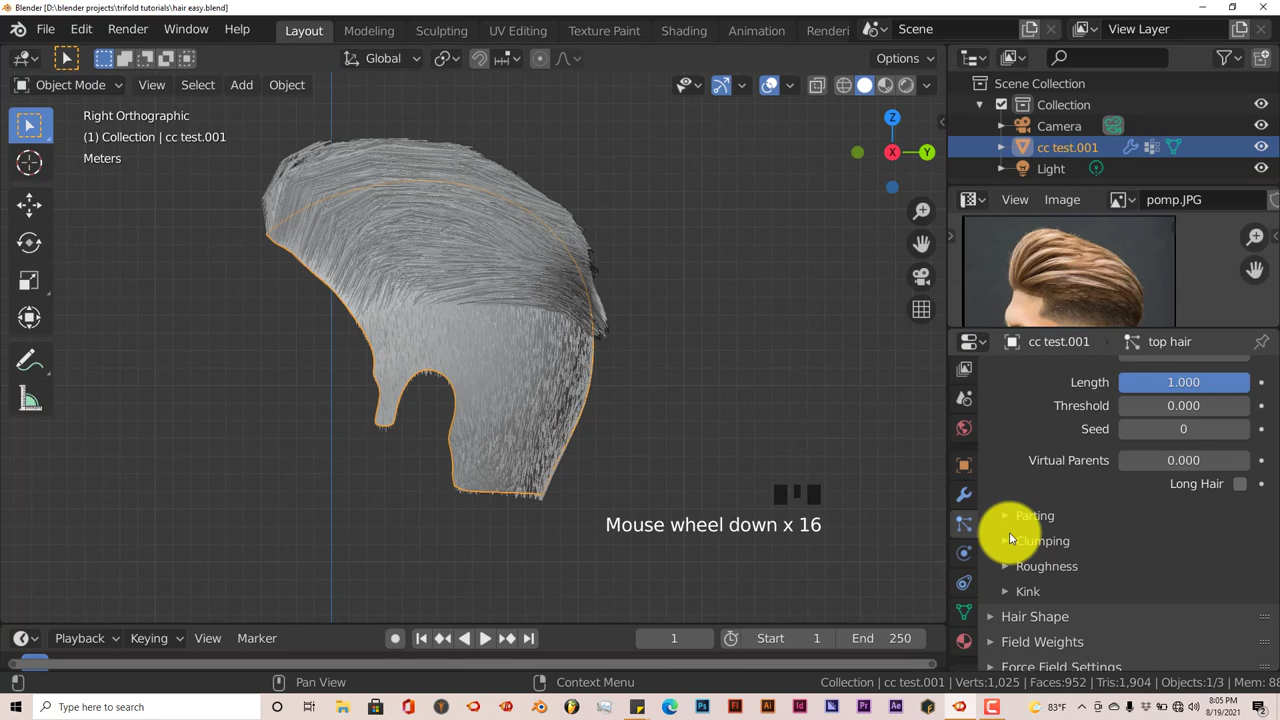 Blender [D:\blender projects\trifold tutorials\hair easy.blend]
File Edit Render Window Help
Layout Modeling Sculpting UV Editing Texture Paint Shading Animation Renderi
Scene View Layer
Global Options
Object Mode View Select Add Object
Right Orthographic
(1) Collection | cc test.001
Meters
Z
X Y
Scene Collection
Collection
Camera
cc test.001
Light
View Image pomp.JPG
cc test.001 top hair
Length 1.000
Threshold 0.000
Seed 0
Virtual Parents 0.000
Long Hair
Parting
Clumping
Roughness
Kink
Hair Shape
Field Weights
Force Field Settings
Mouse wheel down x 16
Playback Keying View Marker 1 Start 1 End 250
0
Pan View Context Menu
Collection | cc test.001 | Verts:1,025 | Faces:952 | Tris:1,904 | Objects:1/3 | Mem: 88
Type here to search
83°F
8:05 PM
8/19/2021